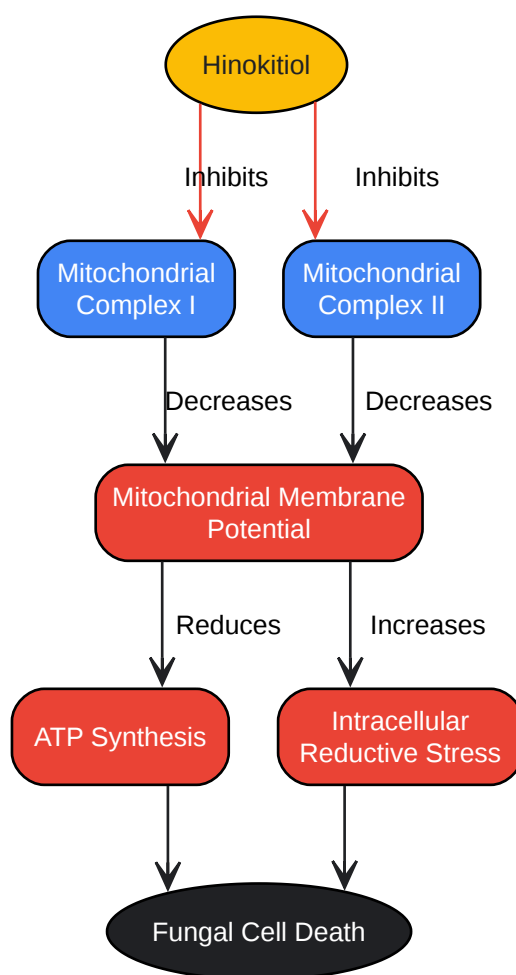 Hinokitiol
Inhibits
Inhibits
Mitochondrial
Complex I
Mitochondrial
Complex II
Decreases
Decreases
Mitochondrial Membrane
Potential
Reduces
Increases
ATP Synthesis
Intracellular
Reductive Stress
Fungal Cell Death